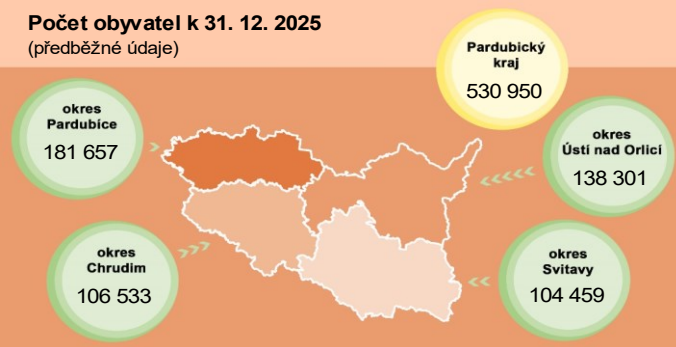 Počet obyvatel k 31. 12. 2025
(předběžné údaje)
Pardubický
kraj
530 950
okres
Pardubice
181 657
okres
Ústí nad Orlicí
138 301
okres
Chrudim
106 533
okres
Svitavy
104 459